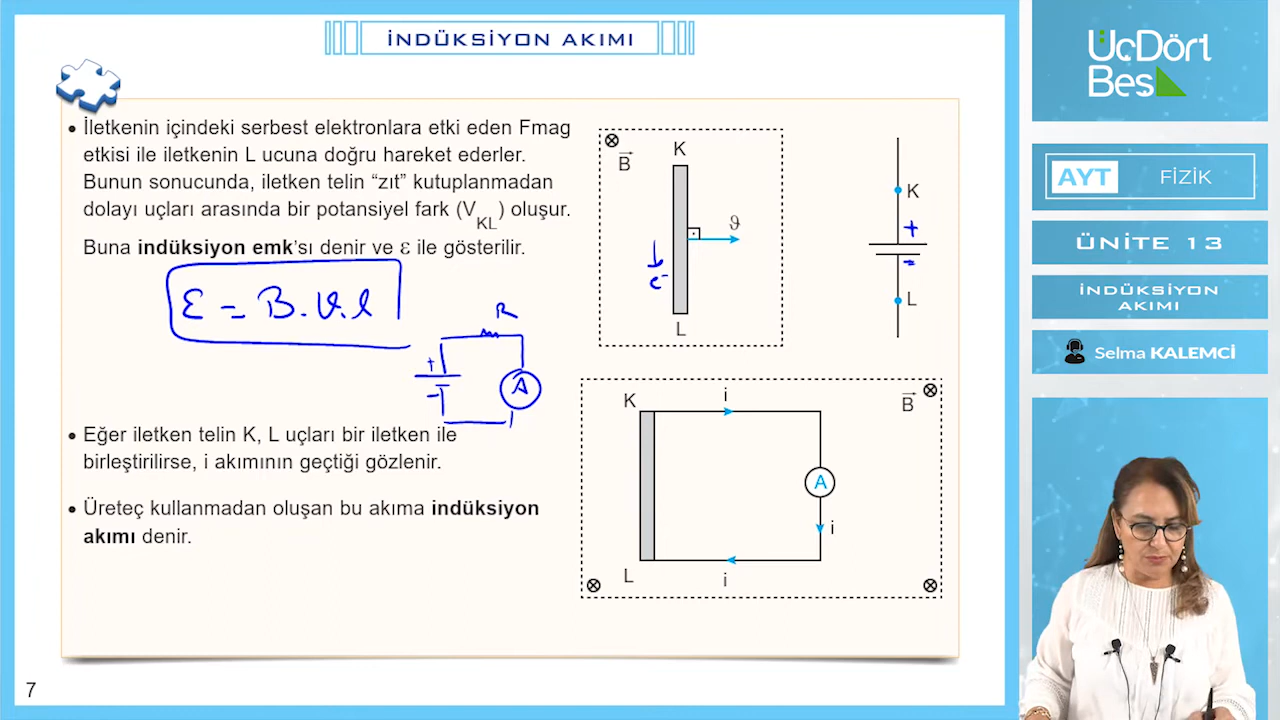 İNDÜKSİYON AKIMI
• İletkenin içindeki serbest elektronlara etki eden Fmag
etkisi ile iletkenin L ucuna doğru hareket ederler.
Bunun sonucunda, iletken telin “zıt” kutuplanmadan
dolayı uçları arasında bir potansiyel fark (V_KL) oluşur.
Buna indüksiyon emk’sı denir ve ε ile gösterilir.
ε = B.ϑ.l
R
+
-
A
• Eğer iletken telin K, L uçları bir iletken ile
birleştirilirse, i akımının geçtiği gözlenir.
• Üreteç kullanmadan oluşan bu akıma indüksiyon
akımı denir.
⊗ B⃗
K
ϑ
e⁻
L
K
+
-
L
K
i
B⃗ ⊗
A
i
L
i
⊗ ⊗
7
ÜçDört
Beş
AYT FİZİK
ÜNİTE 13
İNDÜKSİYON
AKIMI
Selma KALEMCİ